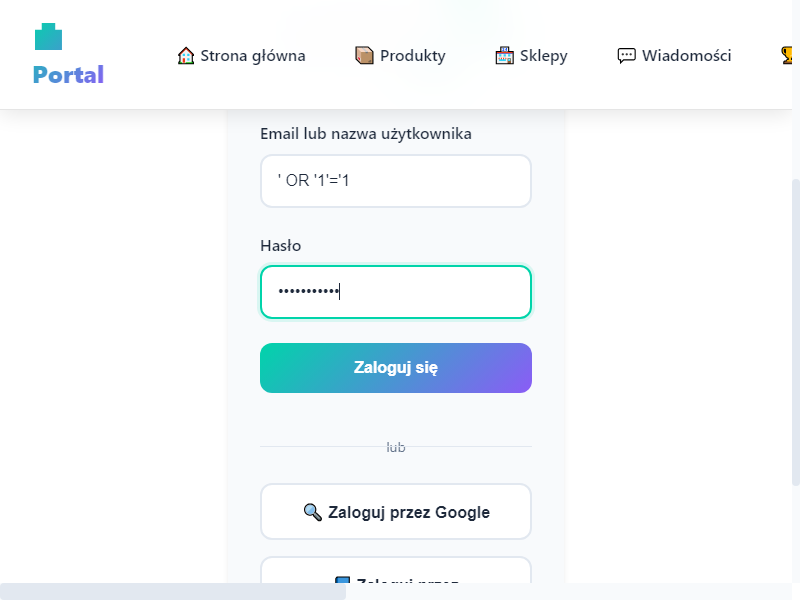 Portal
Strona główna
Produkty
Sklepy
Wiadomości
Email lub nazwa użytkownika
' OR '1'='1
Hasło
•••••••••••
Zaloguj się
lub
Zaloguj przez Google
Zaloguj przez